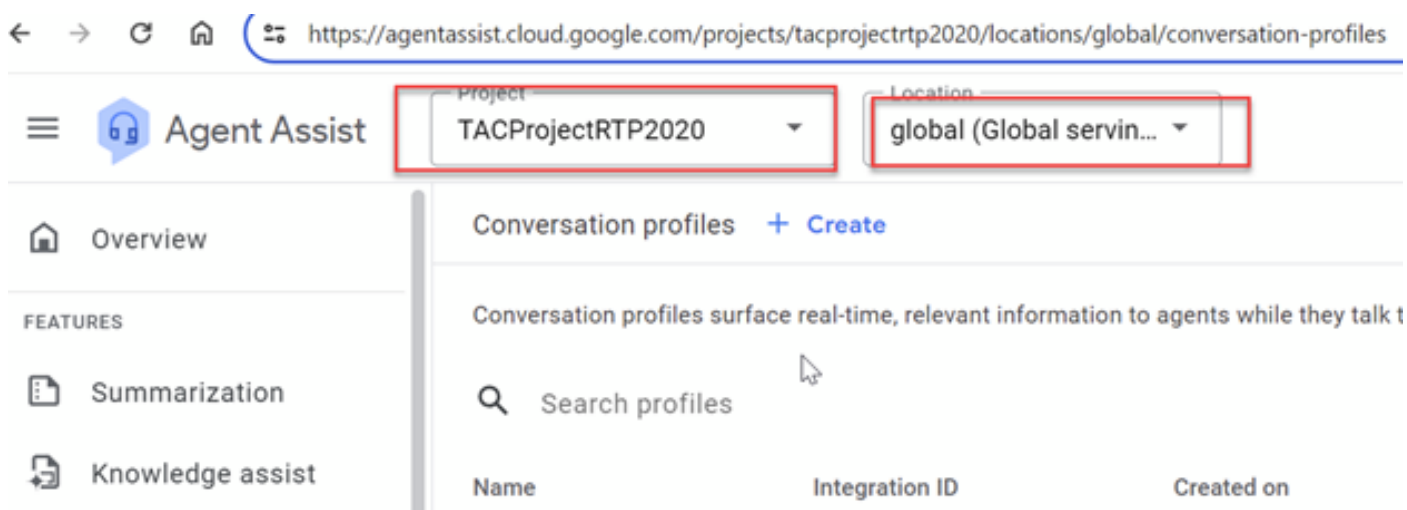 https://agentassist.cloud.google.com/projects/tacprojectrtp2020/locations/global/conversation-profiles
Project
Location
Agent Assist
TACProjectRTP2020
global (Global servin...
Conversation profiles + Create
Overview
FEATURES
Conversation profiles surface real-time, relevant information to agents while they talk t
Summarization
Search profiles
Knowledge assist
Name
Integration ID
Created on